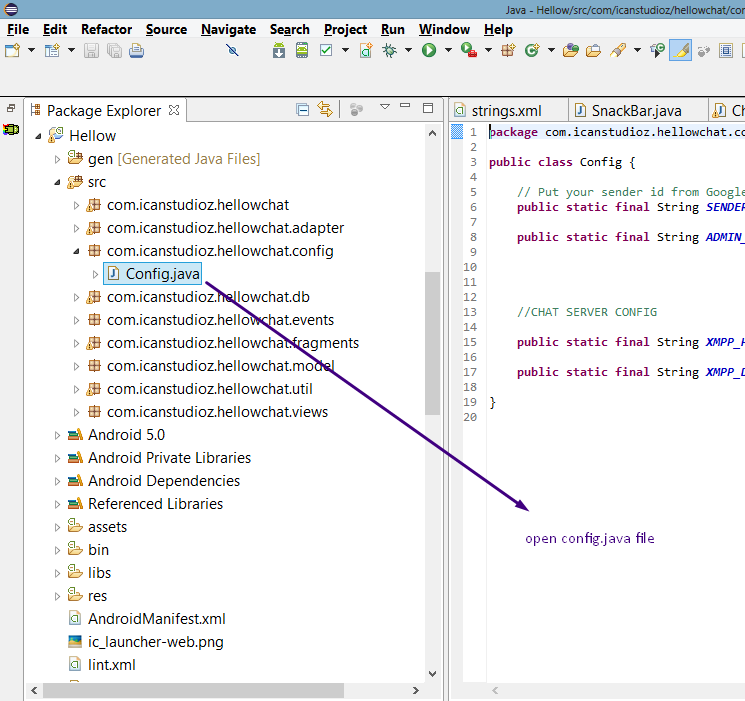 Java - Hellow/src/com/icanstudioz/hellowchat/con
File Edit Refactor Source Navigate Search Project Run Window Help
Package Explorer
Hellow
gen [Generated Java Files]
src
com.icanstudioz.hellowchat
com.icanstudioz.hellowchat.adapter
com.icanstudioz.hellowchat.config
Config.java
com.icanstudioz.hellowchat.db
com.icanstudioz.hellowchat.events
com.icanstudioz.hellowchat.fragments
com.icanstudioz.hellowchat.model
com.icanstudioz.hellowchat.util
com.icanstudioz.hellowchat.views
Android 5.0
Android Private Libraries
Android Dependencies
Referenced Libraries
assets
bin
libs
res
AndroidManifest.xml
ic_launcher-web.png
lint.xml
strings.xml SnackBar.java Ch
1 package com.icanstudioz.hellowchat.co
2
3 public class Config {
4
5 // Put your sender id from Google
6 public static final String SENDER
7
8 public static final String ADMIN_
9
10
11
12
13 //CHAT SERVER CONFIG
14
15 public static final String XMPP_H
16
17 public static final String XMPP_D
18
19 }
20
open config.java file